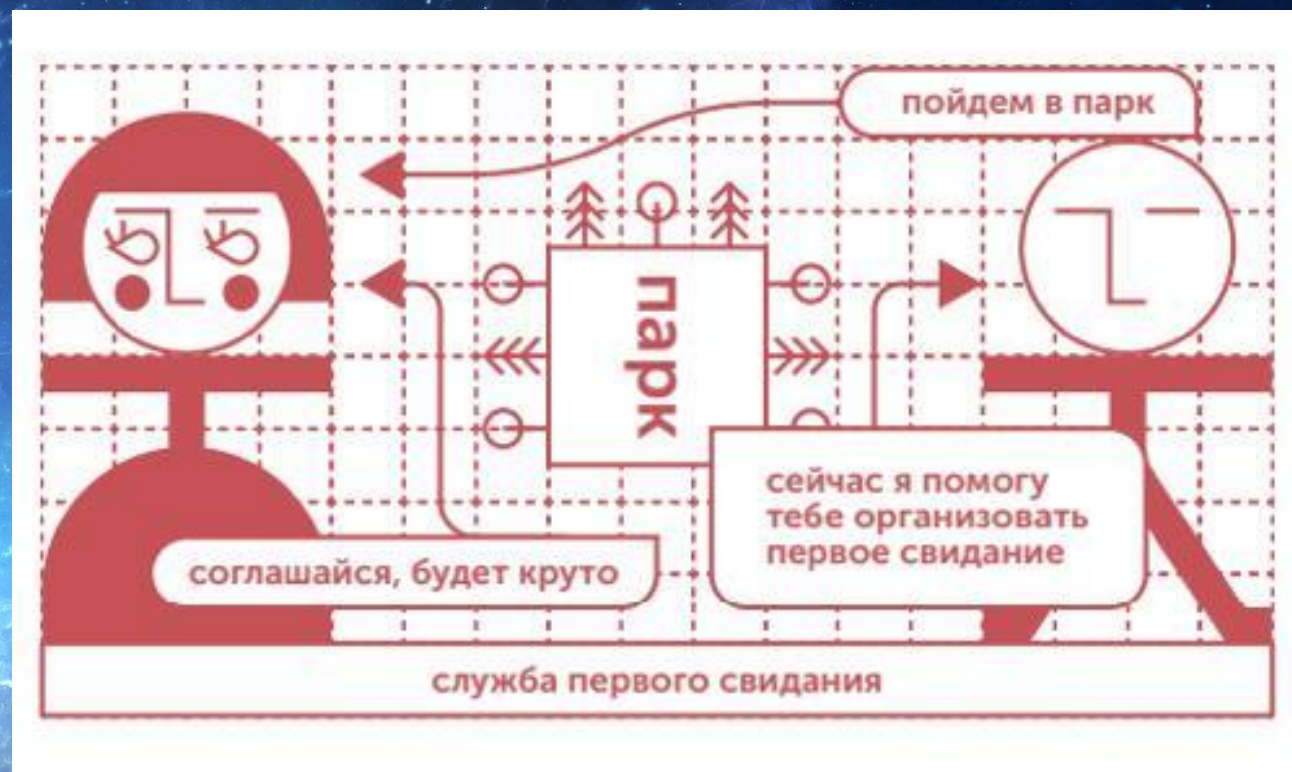 пойдем в парк
парк
сейчас я помогу
тебе организовать
первое свидание
соглашайся, будет круто
служба первого свидания